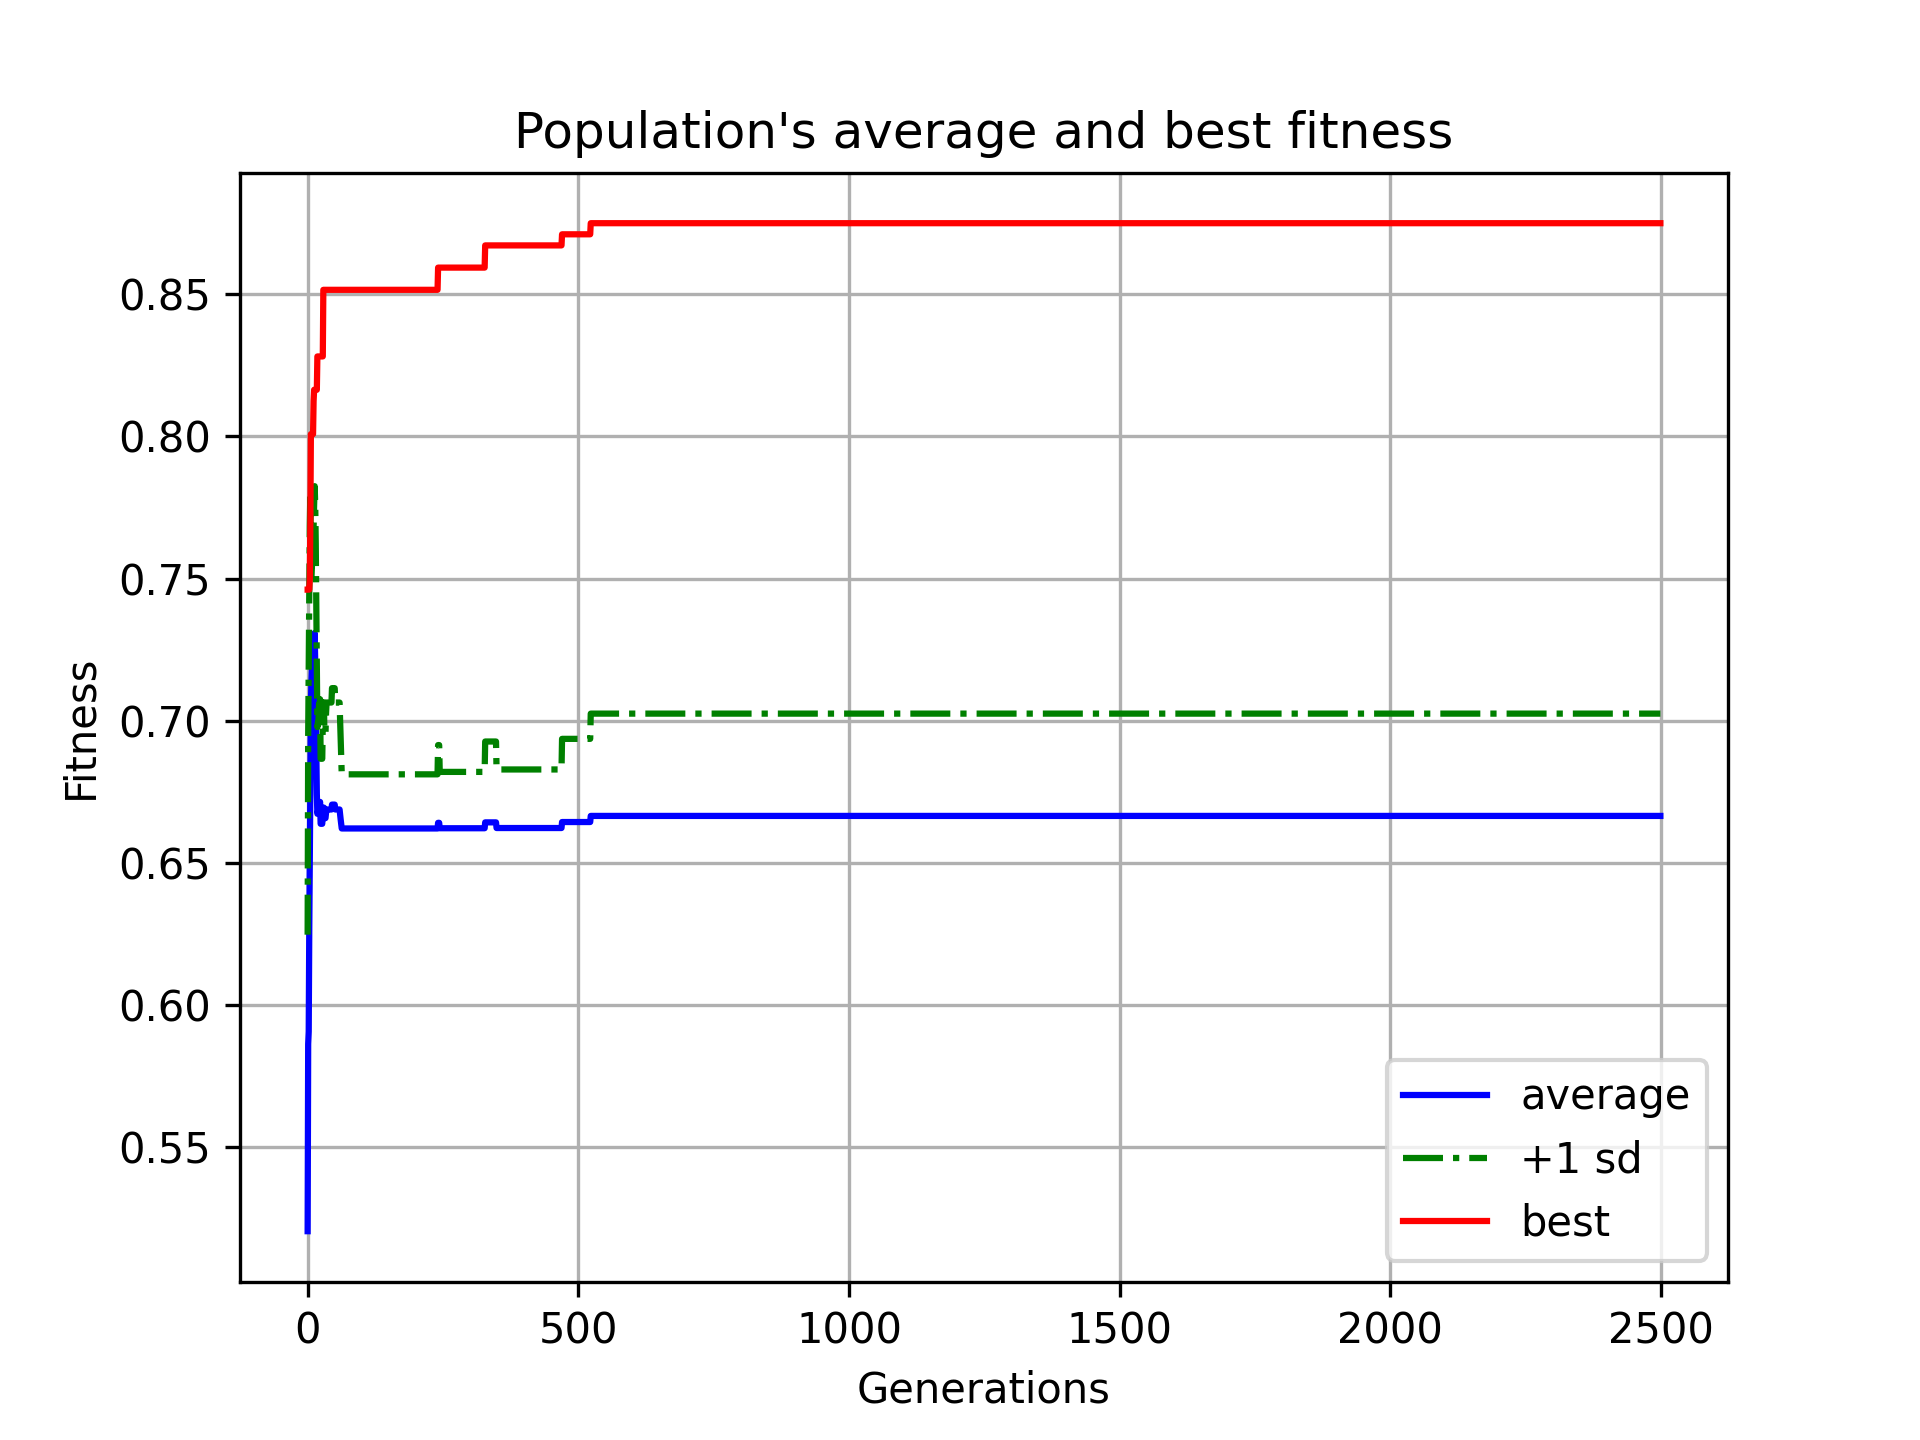 Population's average and best fitness
Fitness
0.85
0.80
0.75
0.70
0.65
0.60
0.55
average
+1 sd
best
0 500 1000 1500 2000 2500
Generations